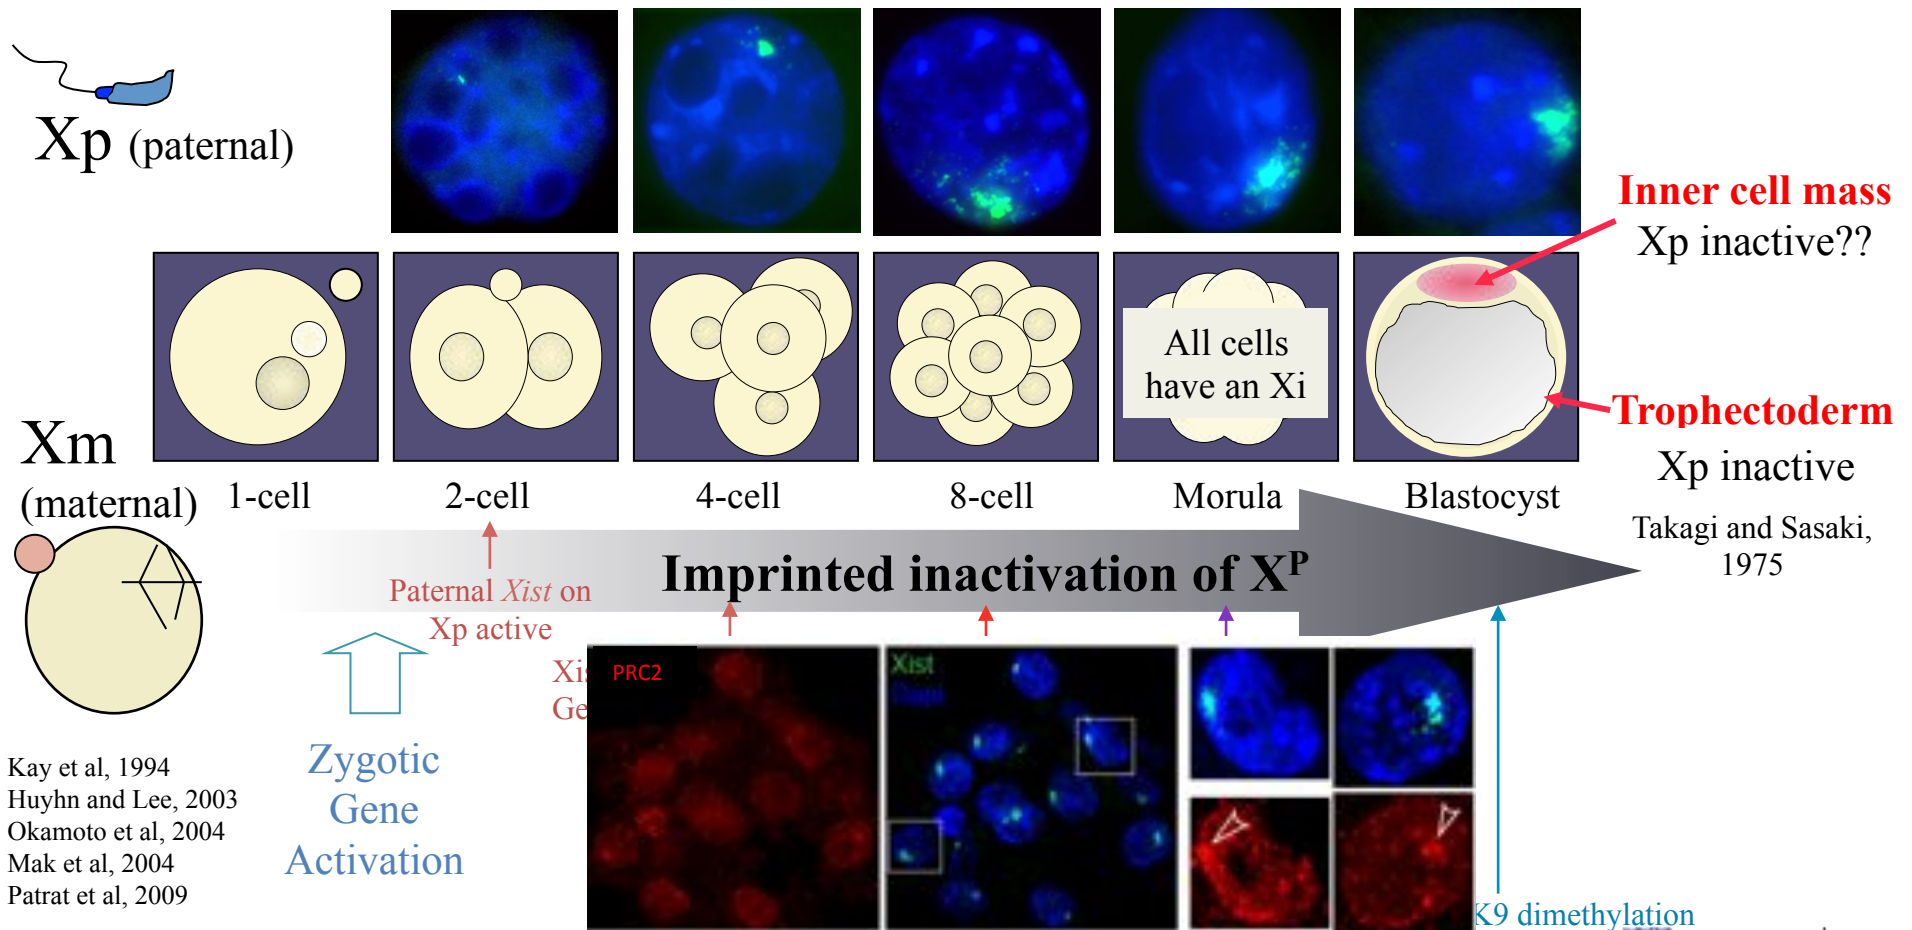 Xp (paternal)
Inner cell mass
Xp inactive??
All cells
have an Xi
Trophectoderm
Xp inactive
Takagi and Sasaki,
1975
Xm
(maternal)
1-cell
2-cell
4-cell
8-cell
Morula
Blastocyst
Imprinted inactivation of Xᴾ
Paternal Xist on
Xp active
Zygotic
Gene
Activation
PRC2
Xist
K9 dimethylation
Kay et al, 1994
Huyhn and Lee, 2003
Okamoto et al, 2004
Mak et al, 2004
Patrat et al, 2009